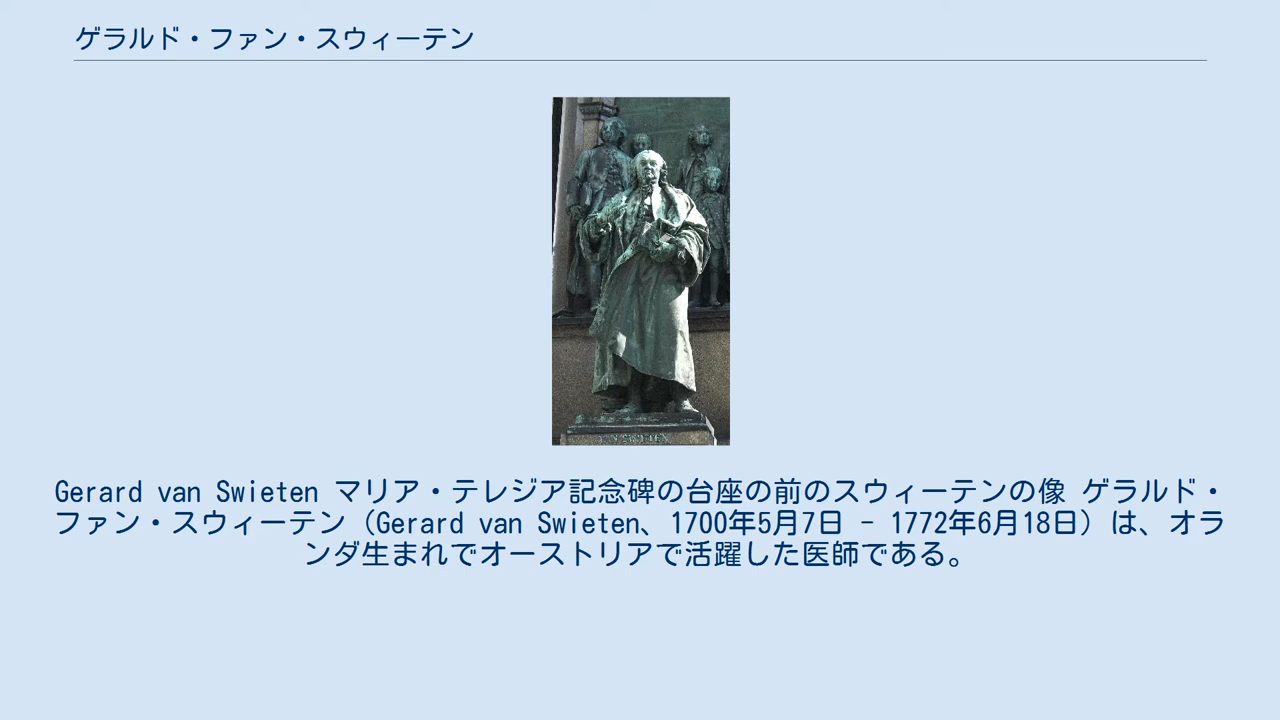 ゲラルド・ファン・スウィーテン
VAN SWIETEN
Gerard van Swieten マリア・テレジア記念碑の台座の前のスウィーテンの像 ゲラルド・
ファン・スウィーテン（Gerard van Swieten、1700年5月7日 - 1772年6月18日）は、オラ
ンダ生まれでオーストリアで活躍した医師である。